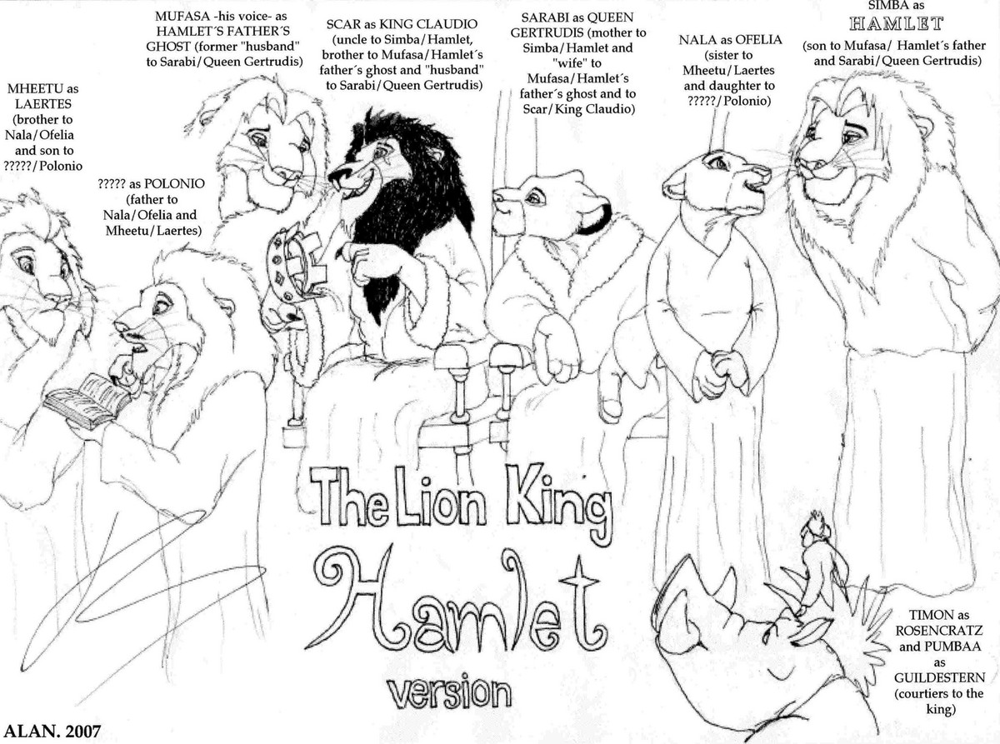 MHEETU as
LAERTES
(brother to
Nala/Ofelia
and son to
?????/Polonio
????? as POLONIO
(father to
Nala/Ofelia and
Mheetu/Laertes)
MUFASA -his voice- as
HAMLET´S FATHER´S
GHOST (former "husband"
to Sarabi/Queen Gertrudis)
SCAR as KING CLAUDIO
(uncle to Simba/Hamlet,
brother to Mufasa/Hamlet´s
father´s ghost and "husband"
to Sarabi/Queen Gertrudis)
SARABI as QUEEN
GERTRUDIS (mother to
Simba/Hamlet and
"wife" to
Mufasa/Hamlet´s
father´s ghost and to
Scar/King Claudio)
NALA as OFELIA
(sister to
Mheetu/Laertes
and daughter to
?????/Polonio)
SIMBA as
HAMLET
(son to Mufasa/ Hamlet´s father
and Sarabi/Queen Gertrudis)
The Lion King
Hamlet
version
TIMON as
ROSENCRATZ
and PUMBAA
as
GUILDESTERN
(courtiers to the
king)
ALAN. 2007